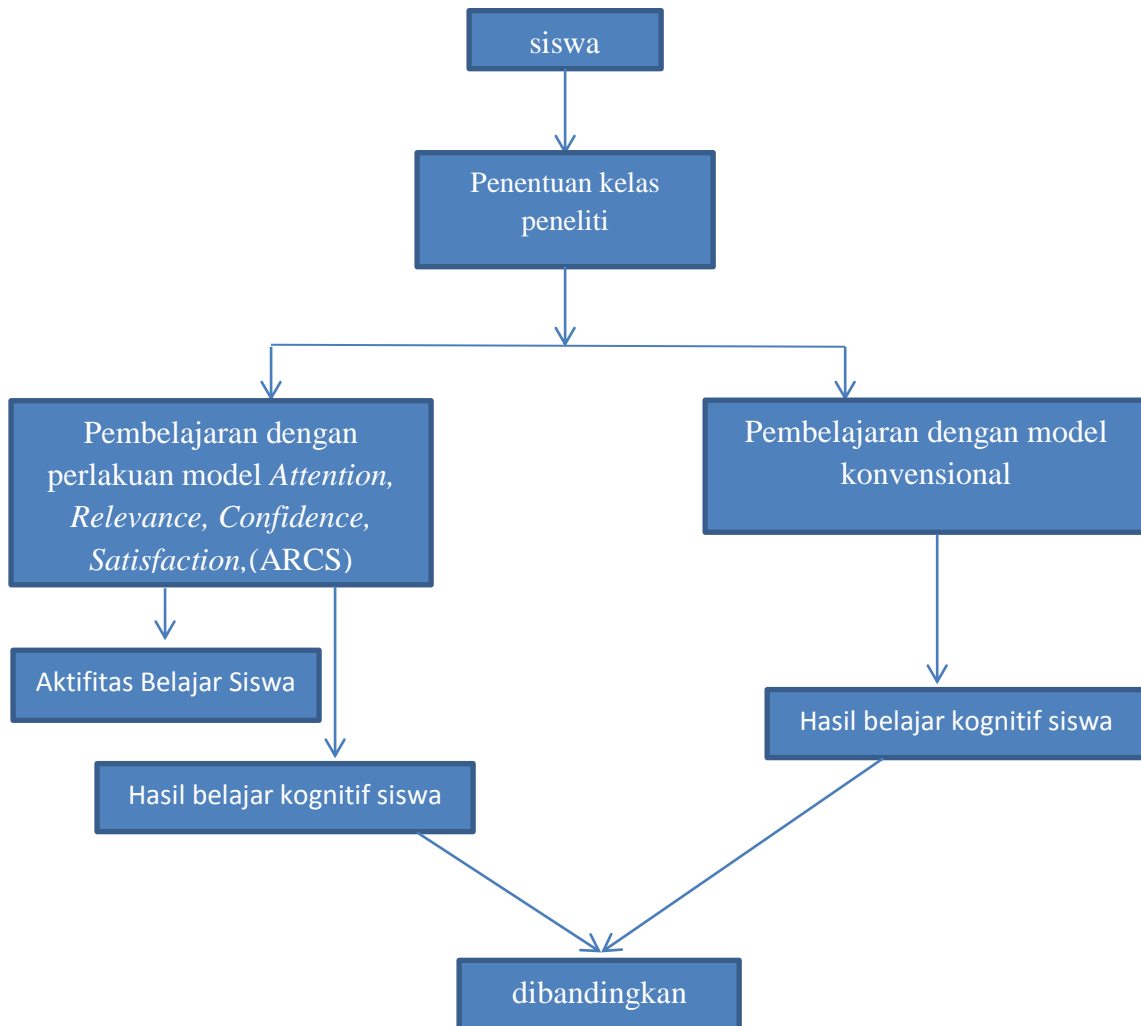 siswa
Penentuan kelas
peneliti
Pembelajaran dengan
perlakuan model Attention,
Relevance, Confidence,
Satisfaction,(ARCS)
Pembelajaran dengan model
konvensional
Aktifitas Belajar Siswa
Hasil belajar kognitif siswa
Hasil belajar kognitif siswa
dibandingkan